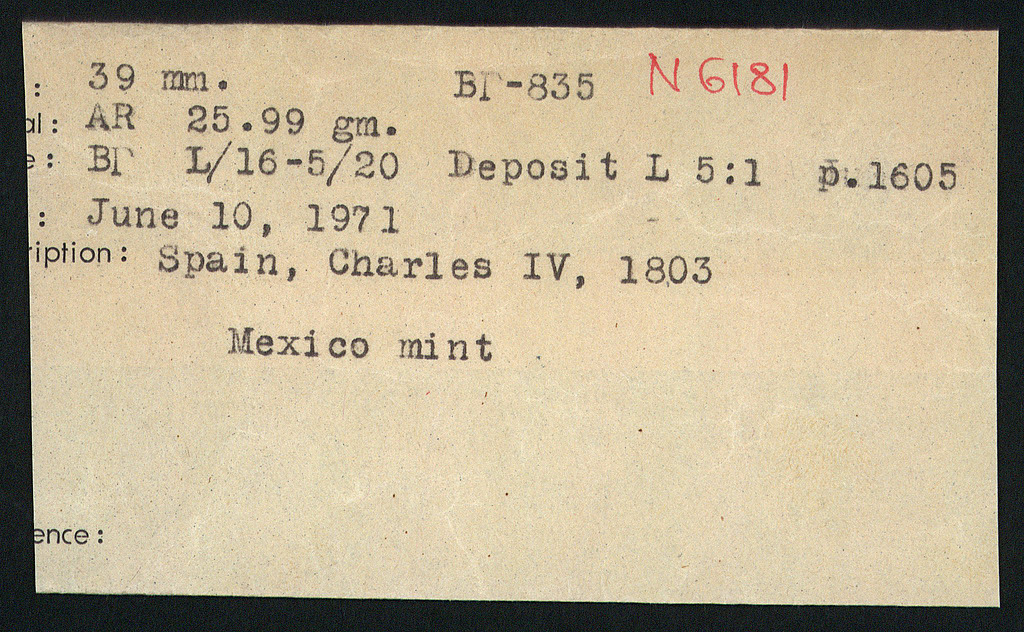 : 39 mm. BΓ-835 N 6181
al: AR 25.99 gm.
e: BΓ L/16-5/20 Deposit L 5:1 p.1605
: June 10, 1971
ription: Spain, Charles IV, 1803
Mexico mint
ence: